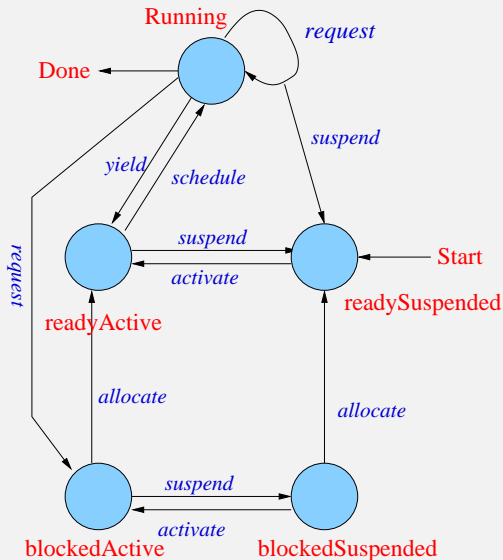 Running
request
Done
suspend
yield
schedule
request
suspend
Start
activate
readySuspended
readyActive
allocate
allocate
suspend
activate
blockedActive
blockedSuspended